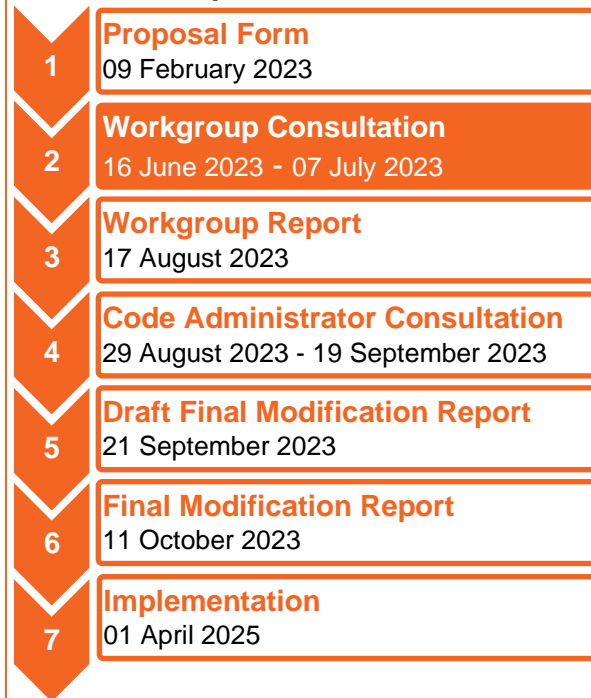 1
Proposal Form
09 February 2023
2
Workgroup Consultation
16 June 2023 - 07 July 2023
3
Workgroup Report
17 August 2023
4
Code Administrator Consultation
29 August 2023 - 19 September 2023
5
Draft Final Modification Report
21 September 2023
6
Final Modification Report
11 October 2023
7
Implementation
01 April 2025